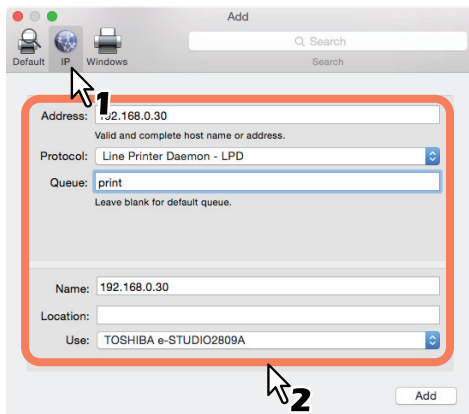 Add
Search
Default IP Windows Search
1
Address: 192.168.0.30
Valid and complete host name or address.
Protocol: Line Printer Daemon - LPD
Queue: print
Leave blank for default queue.
Name: 192.168.0.30
Location:
Use: TOSHIBA e-STUDIO2809A
2
Add